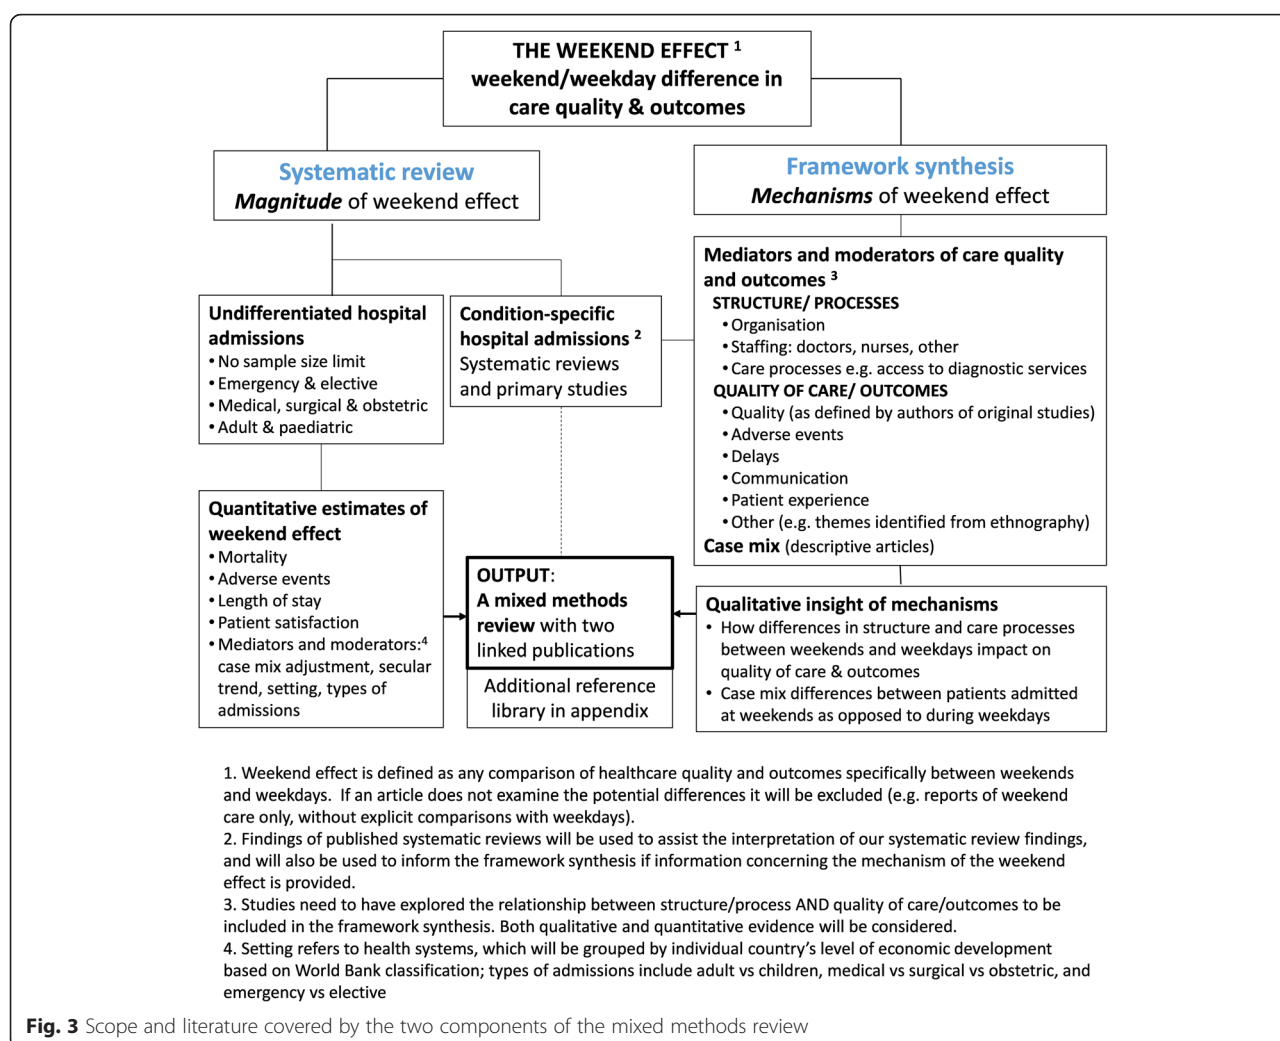 THE WEEKEND EFFECT 1
weekend/weekday difference in
care quality & outcomes
Systematic review
Magnitude of weekend effect
Framework synthesis
Mechanisms of weekend effect
Undifferentiated hospital
admissions
• No sample size limit
• Emergency & elective
• Medical, surgical & obstetric
• Adult & paediatric
Condition-specific
hospital admissions 2
Systematic reviews
and primary studies
Mediators and moderators of care quality
and outcomes 3
STRUCTURE/ PROCESSES
• Organisation
• Staffing: doctors, nurses, other
• Care processes e.g. access to diagnostic services
QUALITY OF CARE/ OUTCOMES
• Quality (as defined by authors of original studies)
• Adverse events
• Delays
• Communication
• Patient experience
• Other (e.g. themes identified from ethnography)
Case mix (descriptive articles)
Quantitative estimates of
weekend effect
• Mortality
• Adverse events
• Length of stay
• Patient satisfaction
• Mediators and moderators:4
case mix adjustment, secular
trend, setting, types of
admissions
OUTPUT:
A mixed methods
review with two
linked publications
Additional reference
library in appendix
Qualitative insight of mechanisms
• How differences in structure and care processes
between weekends and weekdays impact on
quality of care & outcomes
• Case mix differences between patients admitted
at weekends as opposed to during weekdays
1. Weekend effect is defined as any comparison of healthcare quality and outcomes specifically between weekends
and weekdays. If an article does not examine the potential differences it will be excluded (e.g. reports of weekend
care only, without explicit comparisons with weekdays).
2. Findings of published systematic reviews will be used to assist the interpretation of our systematic review findings,
and will also be used to inform the framework synthesis if information concerning the mechanism of the weekend
effect is provided.
3. Studies need to have explored the relationship between structure/process AND quality of care/outcomes to be
included in the framework synthesis. Both qualitative and quantitative evidence will be considered.
4. Setting refers to health systems, which will be grouped by individual country's level of economic development
based on World Bank classification; types of admissions include adult vs children, medical vs surgical vs obstetric, and
emergency vs elective
Fig. 3 Scope and literature covered by the two components of the mixed methods review